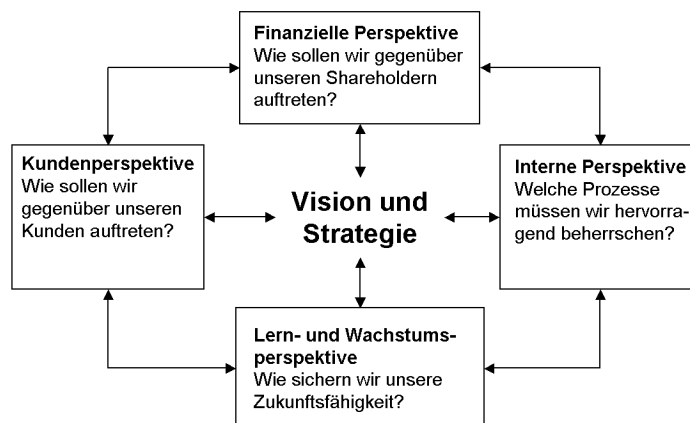 Finanzielle Perspektive
Wie sollen wir gegenüber
unseren Shareholdern
auftreten?
Kundenperspektive
Wie sollen wir
gegenüber unseren
Kunden auftreten?
Vision und
Strategie
Interne Perspektive
Welche Prozesse
müssen wir hervorra-
gend beherrschen?
Lern- und Wachstums-
perspektive
Wie sichern wir unsere
Zukunftsfähigkeit?